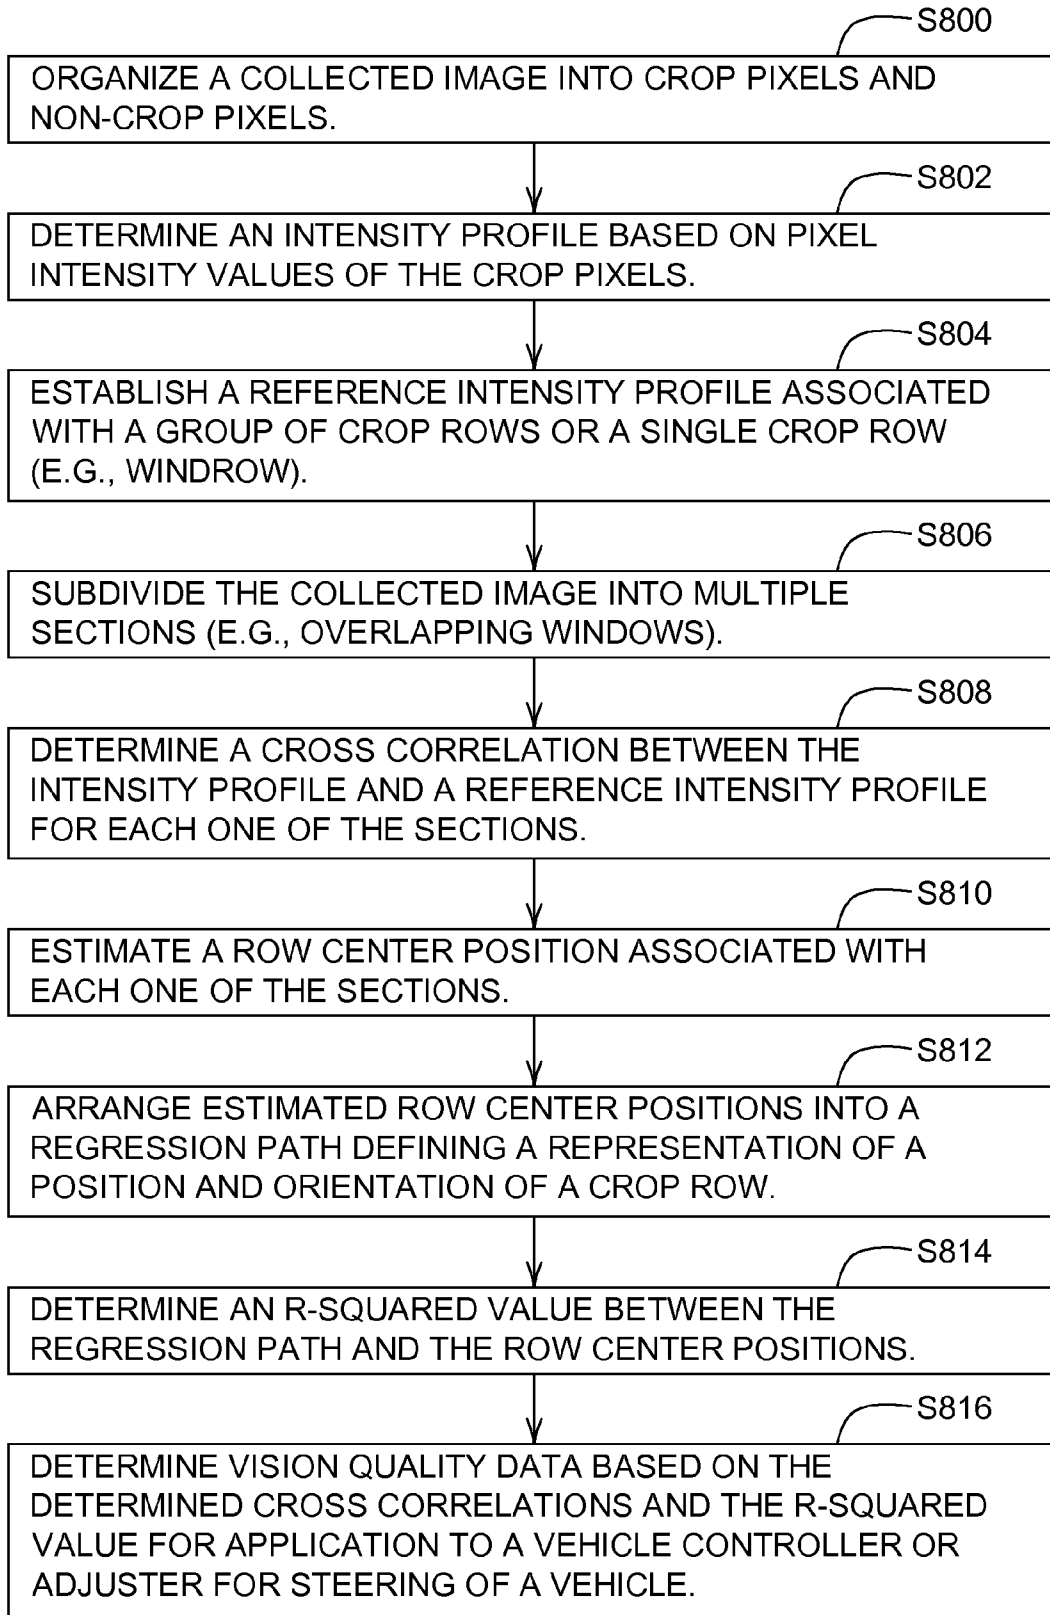 S800
ORGANIZE A COLLECTED IMAGE INTO CROP PIXELS AND
NON-CROP PIXELS.
S802
DETERMINE AN INTENSITY PROFILE BASED ON PIXEL
INTENSITY VALUES OF THE CROP PIXELS.
S804
ESTABLISH A REFERENCE INTENSITY PROFILE ASSOCIATED
WITH A GROUP OF CROP ROWS OR A SINGLE CROP ROW
(E.G., WINDROW).
S806
SUBDIVIDE THE COLLECTED IMAGE INTO MULTIPLE
SECTIONS (E.G., OVERLAPPING WINDOWS).
S808
DETERMINE A CROSS CORRELATION BETWEEN THE
INTENSITY PROFILE AND A REFERENCE INTENSITY PROFILE
FOR EACH ONE OF THE SECTIONS.
S810
ESTIMATE A ROW CENTER POSITION ASSOCIATED WITH
EACH ONE OF THE SECTIONS.
S812
ARRANGE ESTIMATED ROW CENTER POSITIONS INTO A
REGRESSION PATH DEFINING A REPRESENTATION OF A
POSITION AND ORIENTATION OF A CROP ROW.
S814
DETERMINE AN R-SQUARED VALUE BETWEEN THE
REGRESSION PATH AND THE ROW CENTER POSITIONS.
S816
DETERMINE VISION QUALITY DATA BASED ON THE
DETERMINED CROSS CORRELATIONS AND THE R-SQUARED
VALUE FOR APPLICATION TO A VEHICLE CONTROLLER OR
ADJUSTER FOR STEERING OF A VEHICLE.